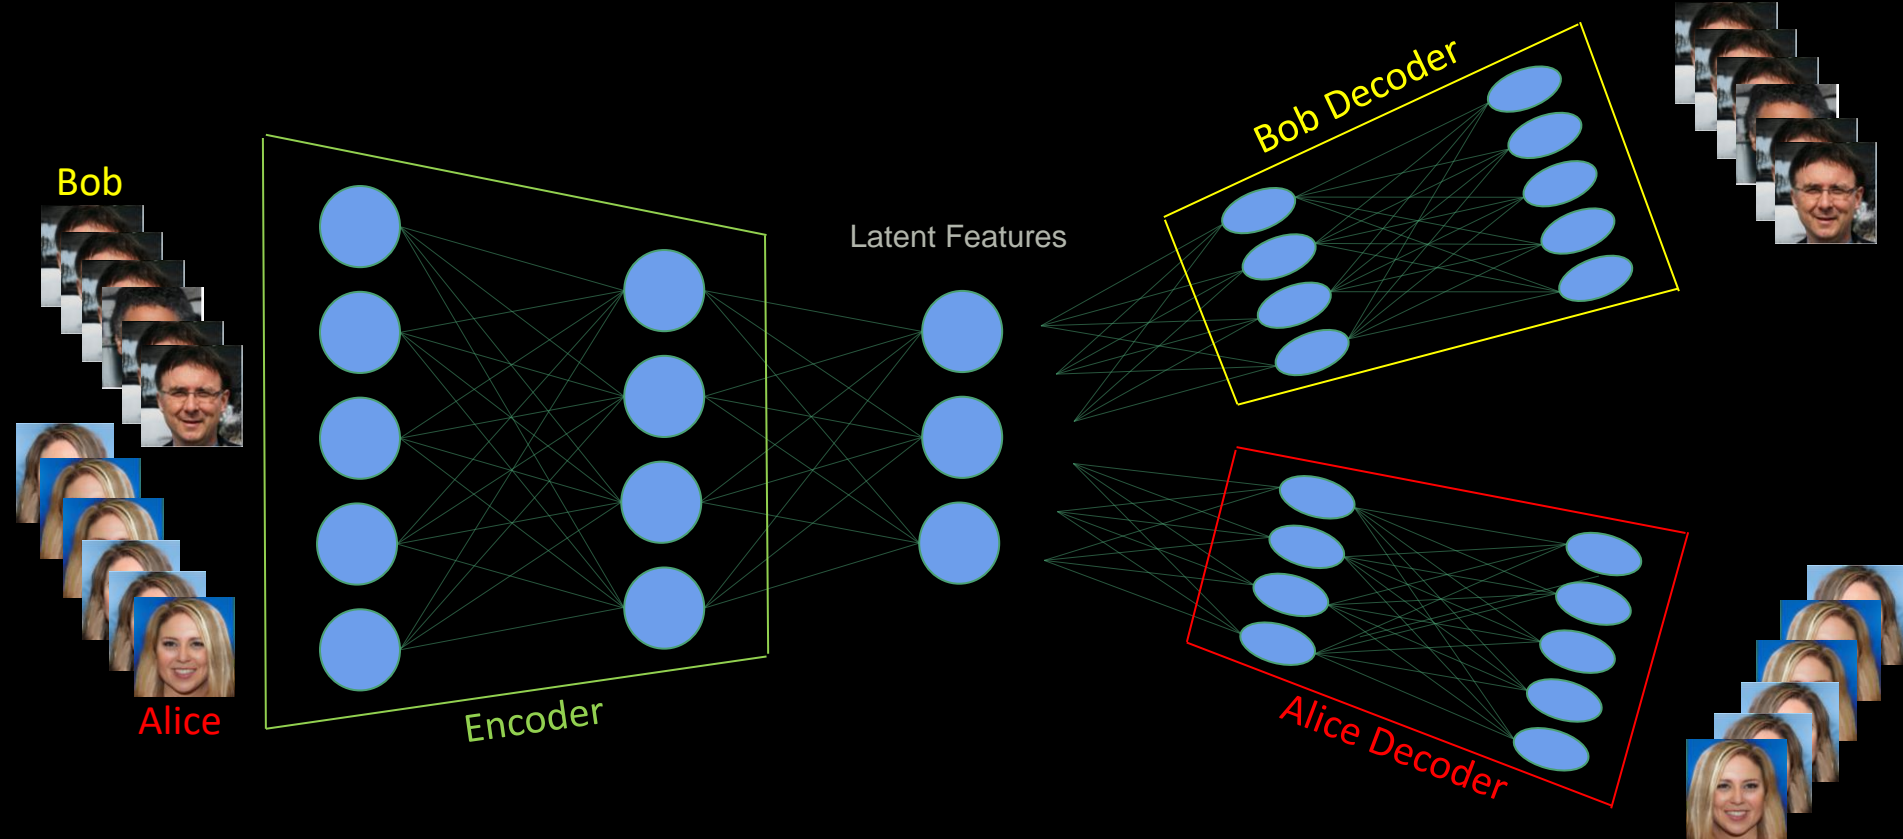 Bob
Alice
Encoder
Latent Features
Bob Decoder
Alice Decoder